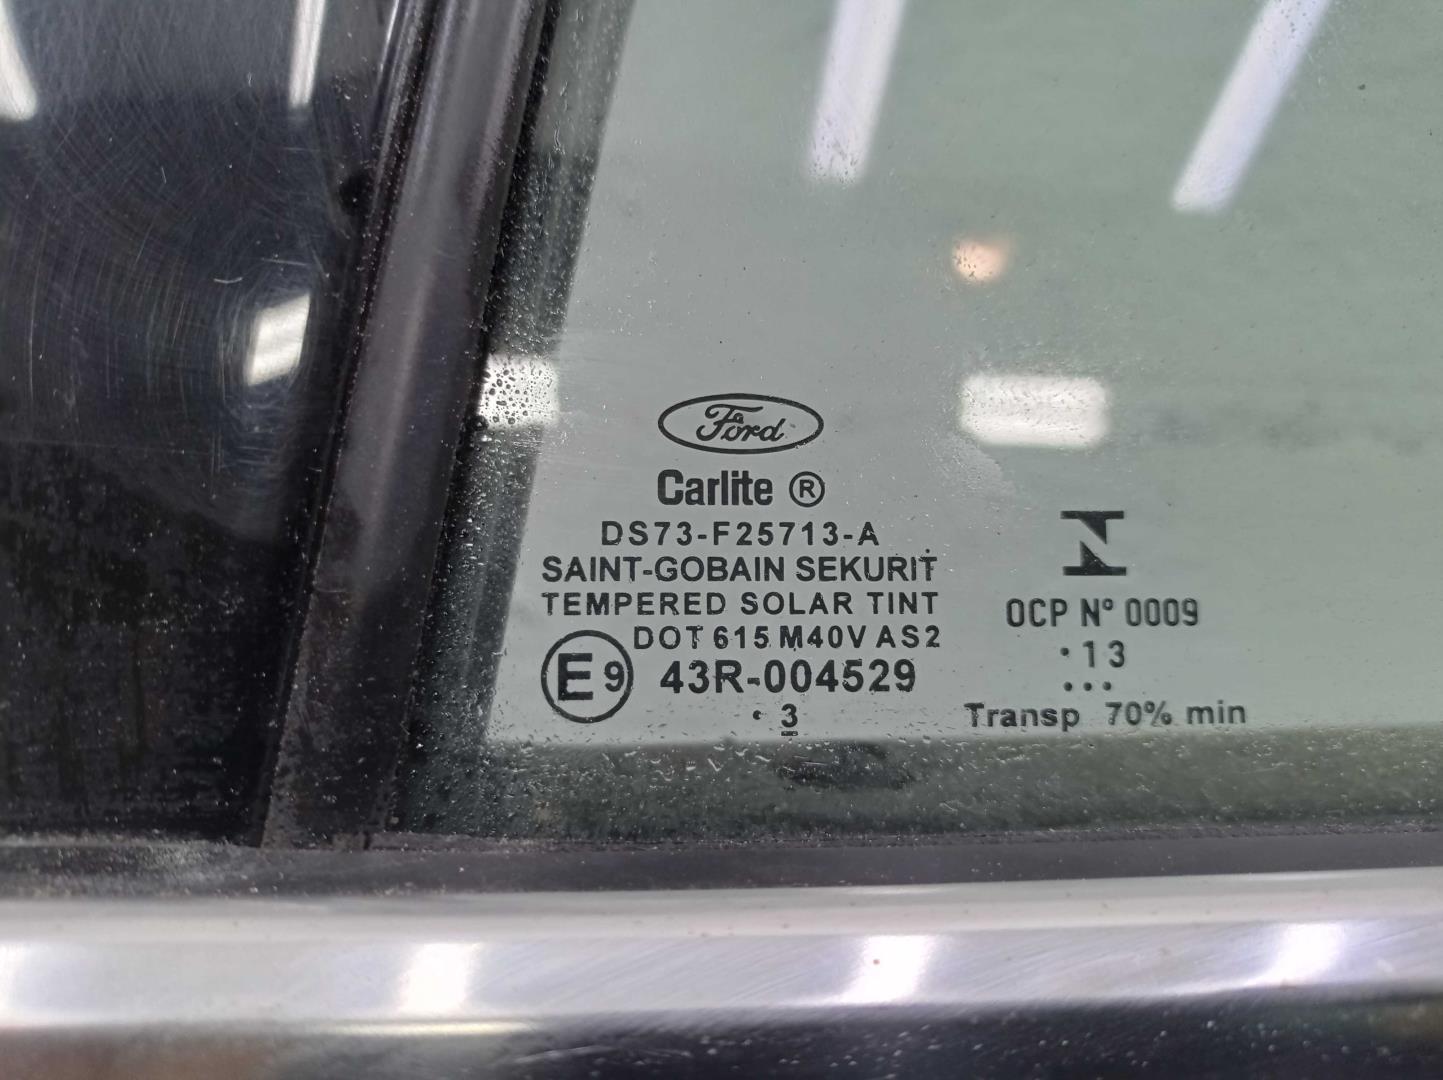 Ford
Carlite ®
DS73-F25713-A
SAINT-GOBAIN SEKURIT
TEMPERED SOLAR TINT
DOT 615 M40V AS2
E9 43R-004529
. 3
OCP Nº 0009
. 13
...
Transp 70% min